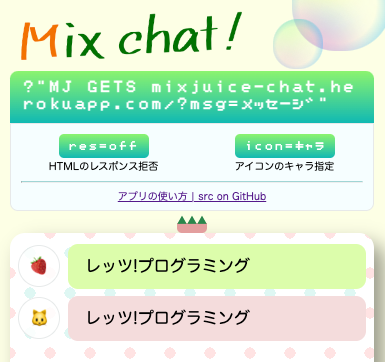 Mix chat!
?"MJ GETS mixjuice-chat.he
rokuapp.com/?msg=メッセージ"
res=off
icon=キャラ
HTMLのレスポンス拒否
アイコンのキャラ指定
アプリの使い方 | src on GitHub
レッツ!プログラミング
レッツ!プログラミング